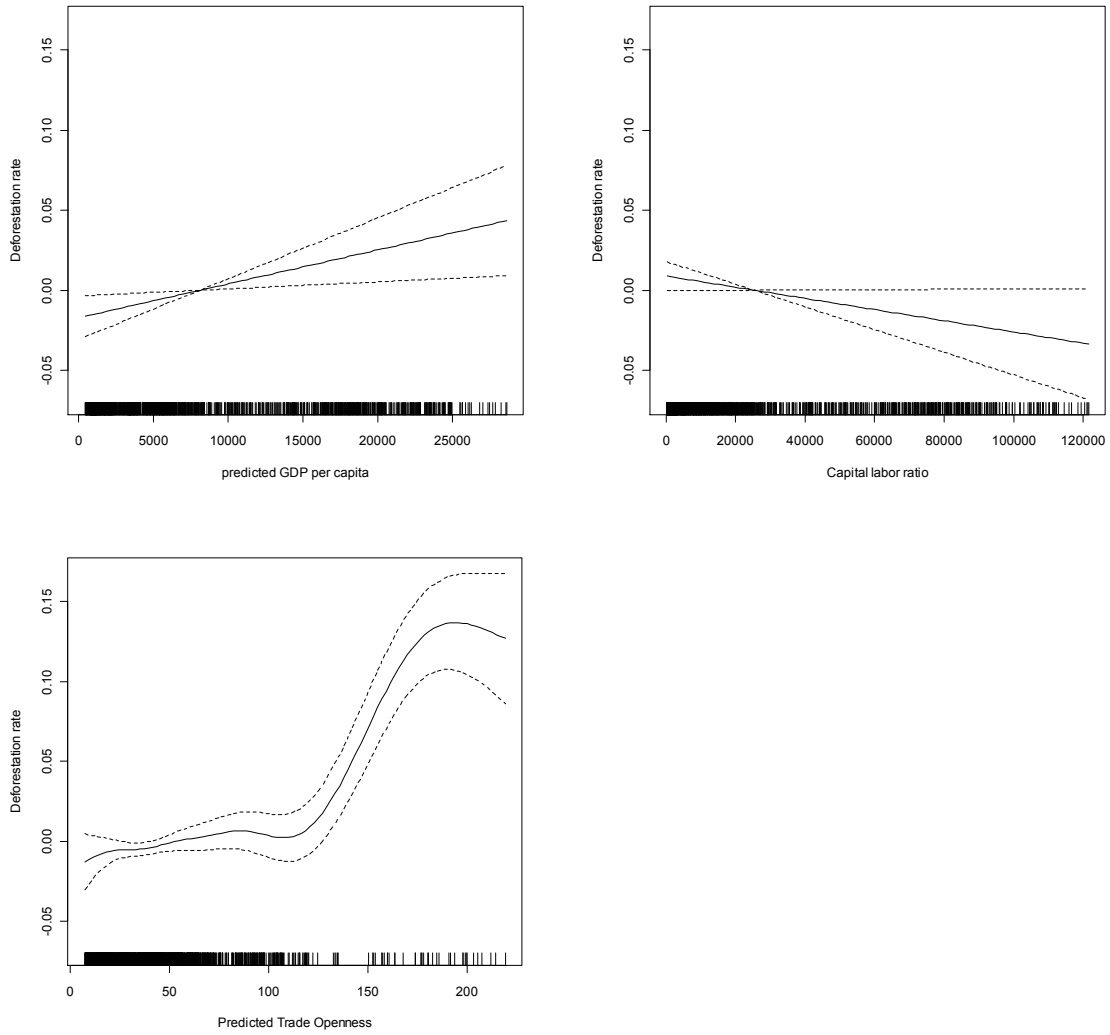 0.15
0.10
0.05
0.00
-0.05
Deforestation rate
0 5000 10000 15000 20000 25000
predicted GDP per capita
0.15
0.10
0.05
0.00
-0.05
Deforestation rate
0 20000 40000 60000 80000 100000 120000
Capital labor ratio
0.15
0.10
0.05
0.00
-0.05
Deforestation rate
0 50 100 150 200
Predicted Trade Openness